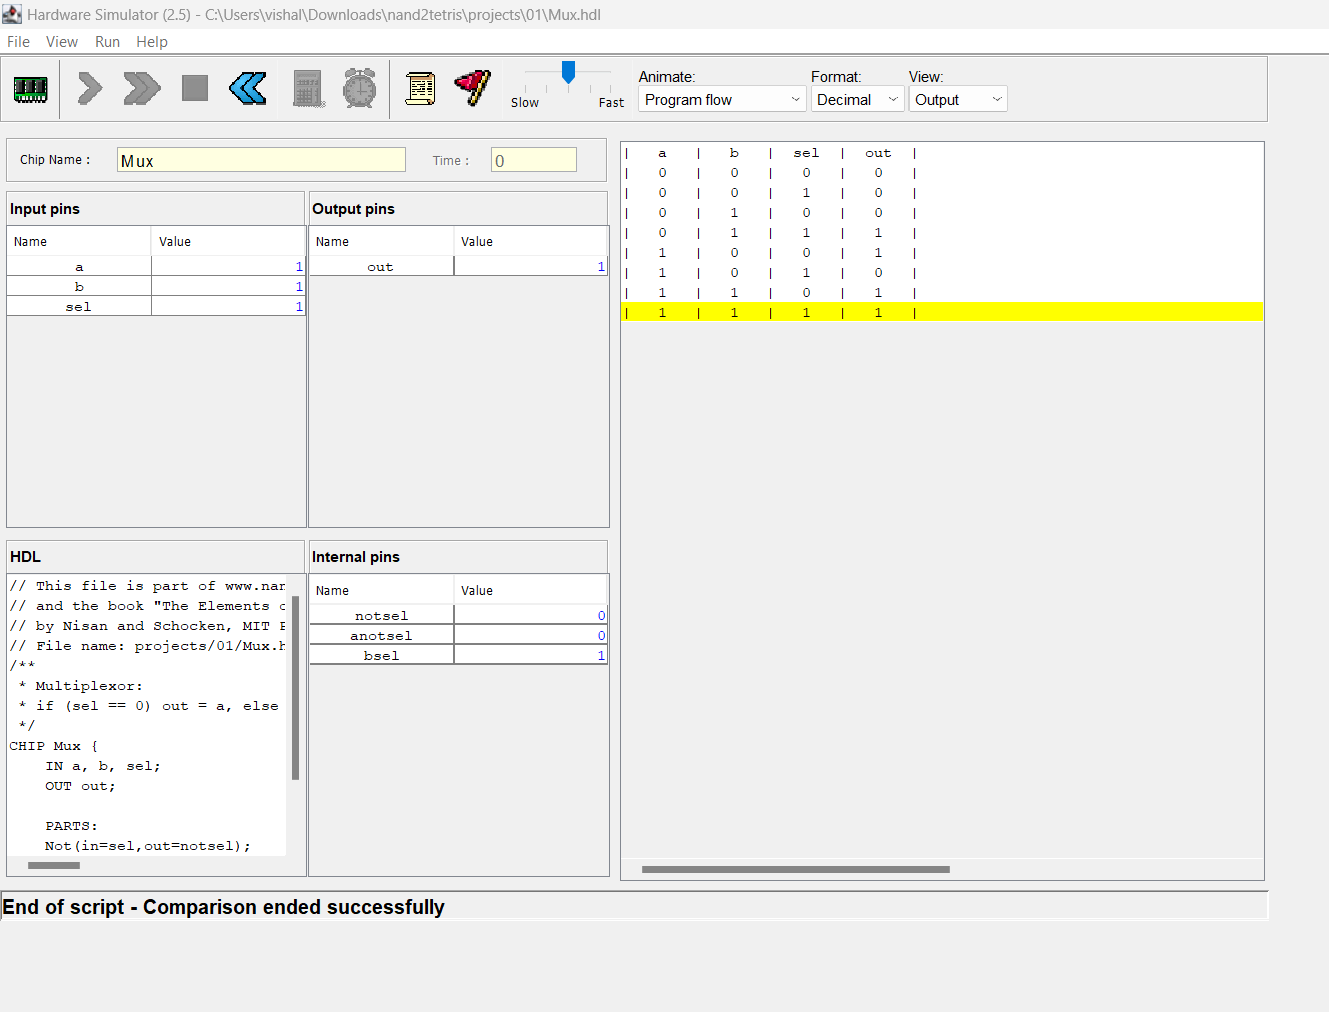 Hardware Simulator (2.5) - C:\Users\vishal\Downloads\nand2tetris\projects\01\Mux.hdl
File View Run Help
Slow Fast
Animate: Format: View:
Program flow Decimal Output
Chip Name : Mux Time : 0
Input pins
Name Value
a 1
b 1
sel 1
Output pins
Name Value
out 1
HDL
// This file is part of www.nan
// and the book "The Elements
// by Nisan and Schocken, MIT
// File name: projects/01/Mux.h
/**
* Multiplexor:
* if (sel == 0) out = a, else
*/
CHIP Mux {
IN a, b, sel;
OUT out;
PARTS:
Not(in=sel,out=notsel);
Internal pins
Name Value
notsel 0
anotsel 0
bsel 1
| a | b | sel | out |
| 0 | 0 | 0 | 0 |
| 0 | 0 | 1 | 0 |
| 0 | 1 | 0 | 0 |
| 0 | 1 | 1 | 1 |
| 1 | 0 | 0 | 1 |
| 1 | 0 | 1 | 0 |
| 1 | 1 | 0 | 1 |
| 1 | 1 | 1 | 1 |
End of script - Comparison ended successfully